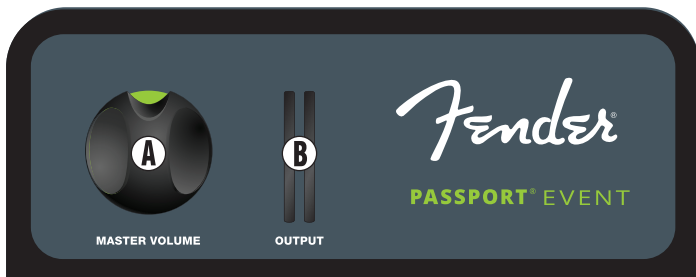 Fender®
PASSPORT® EVENT
A
B
MASTER VOLUME
OUTPUT